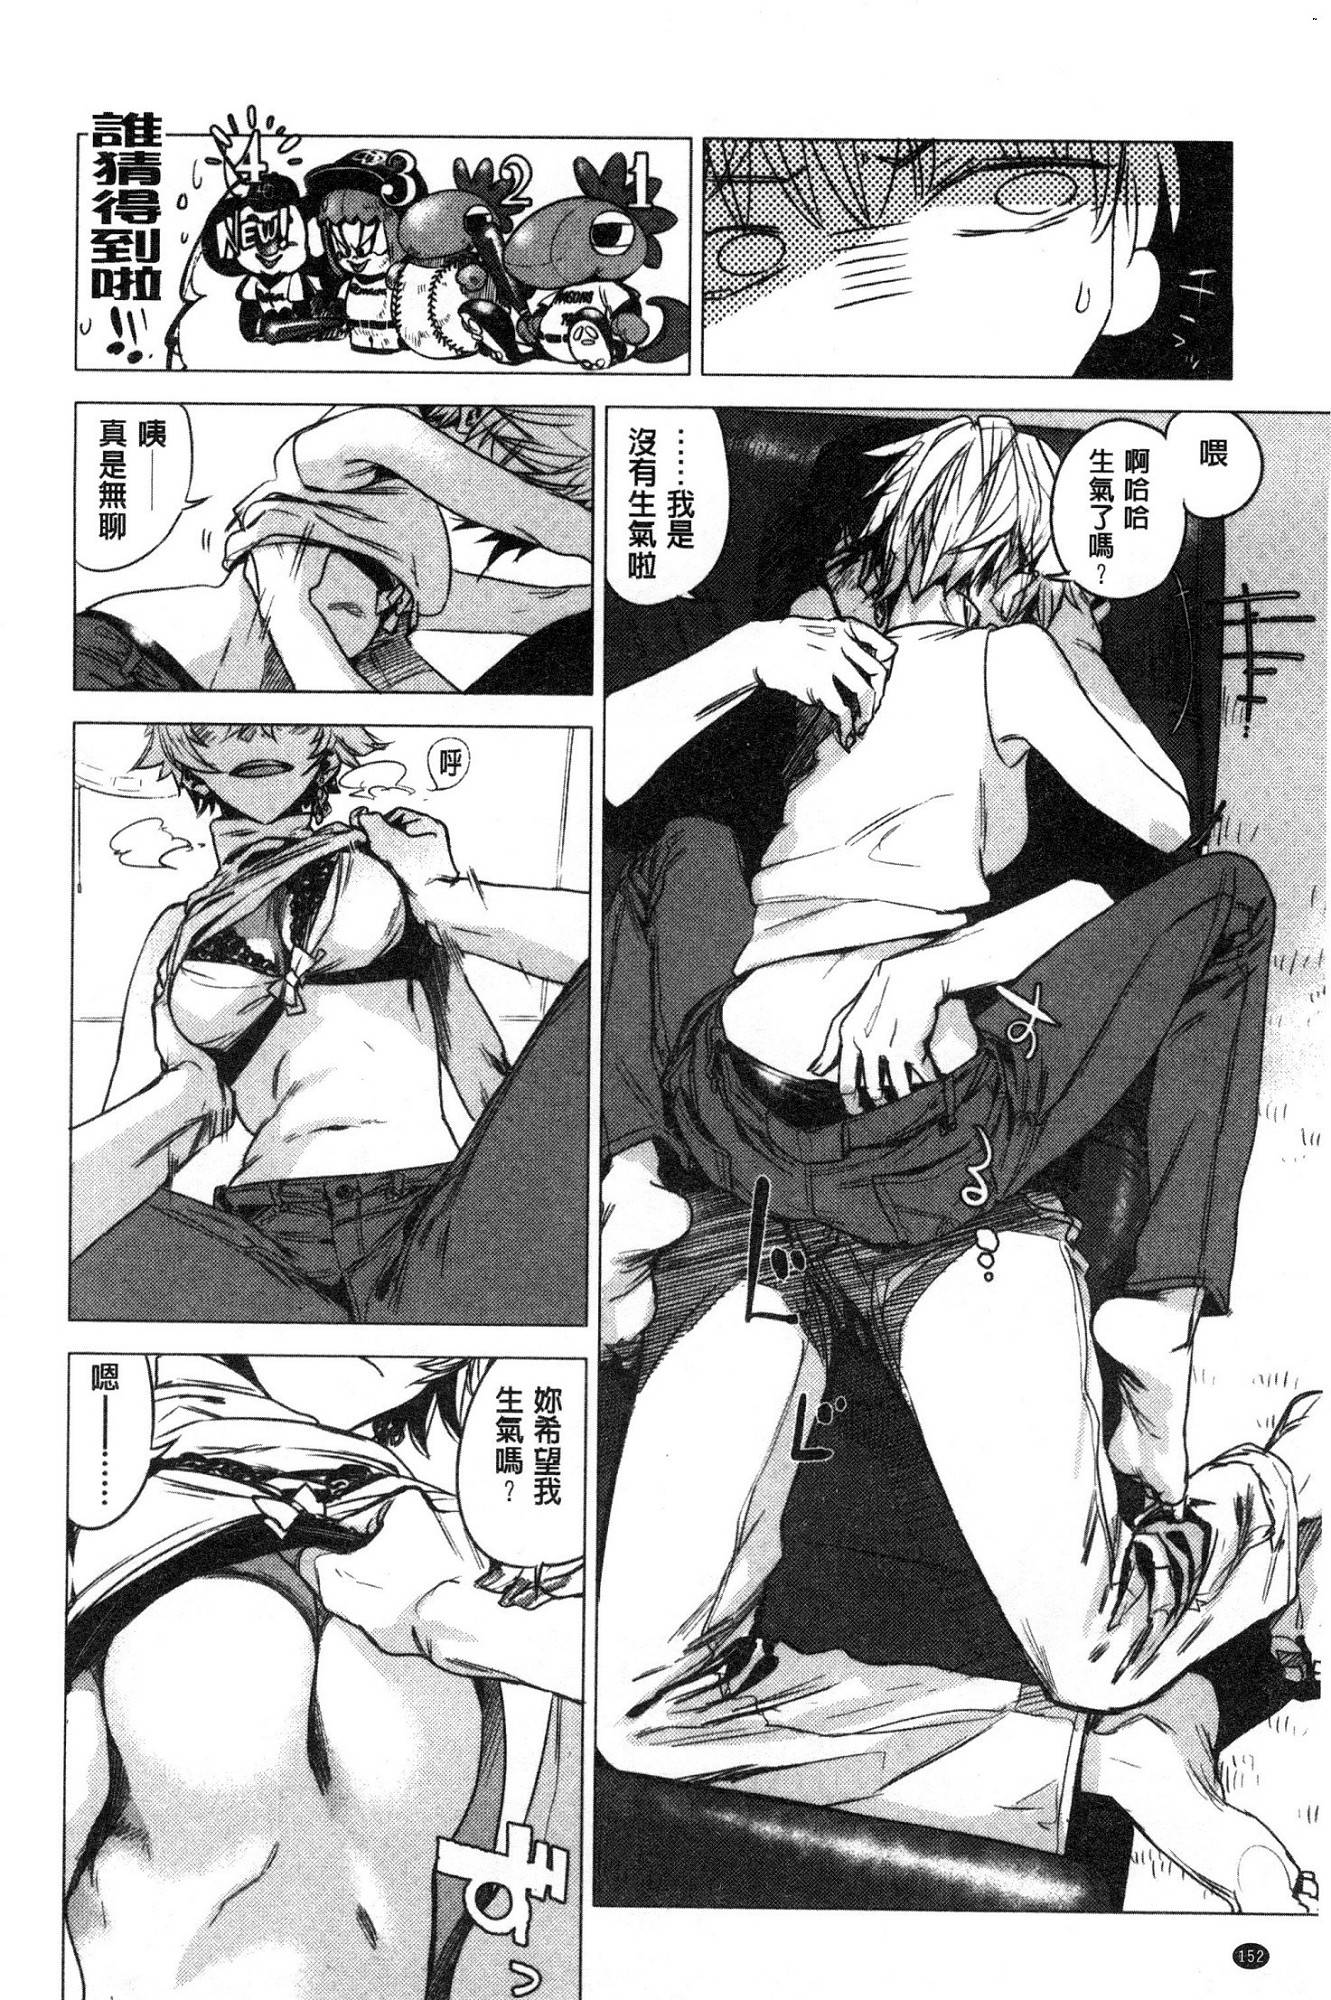 1
2
3
4
NEW!
誰猜得到啦!!!
喂
啊哈哈
生氣了嗎?
……我是
沒有生氣啦
咦——
真是無聊
呼
妳希望我
生氣嗎?
嗯——……
152